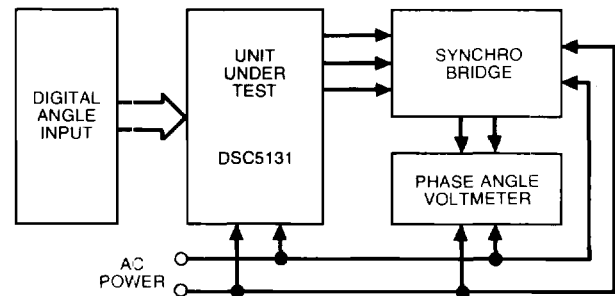 DIGITAL
ANGLE
INPUT
UNIT
UNDER
TEST
DSC5131
SYNCHRO
BRIDGE
PHASE ANGLE
VOLTMETER
AC
POWER